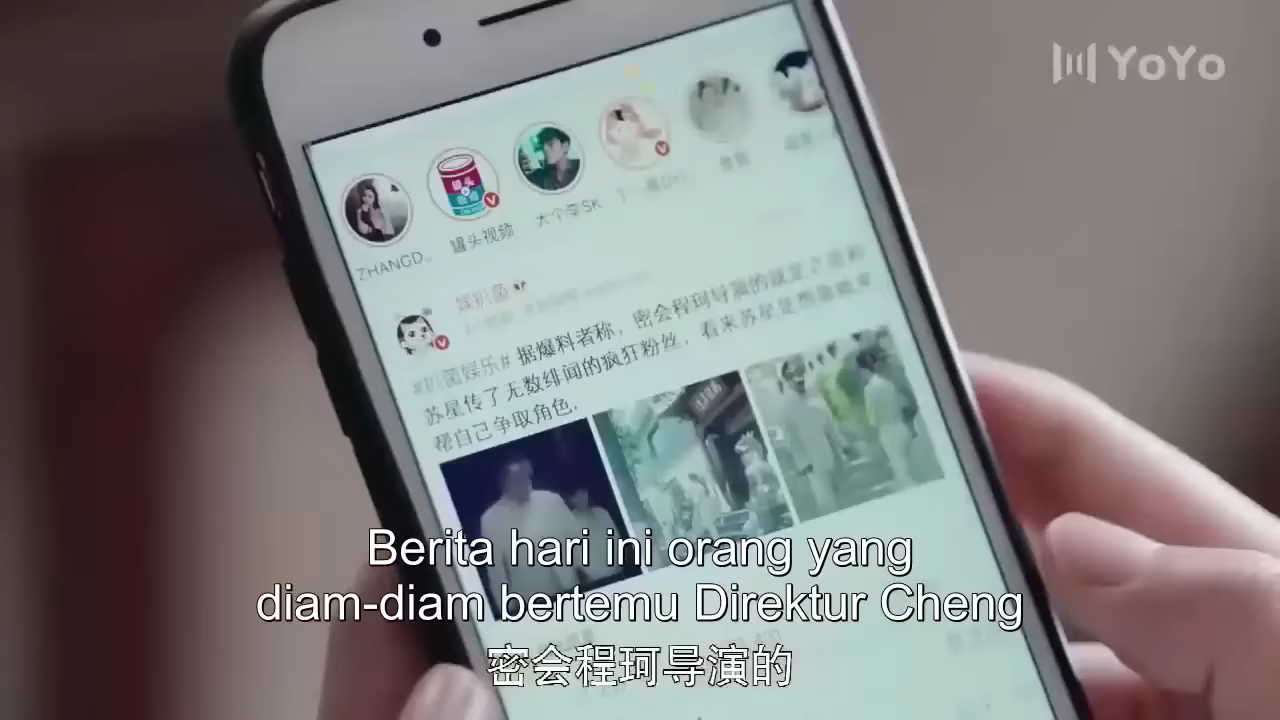 YoYo
ZHANGD...
罐头视频
大个李SK
#扒菌娱乐# 据爆料者称，密会程珂导演的就是之前和
苏星传了无数绯闻的疯狂粉丝，看来苏星是想靠她来
帮自己争取角色.
Berita hari ini orang yang
diam-diam bertemu Direktur Cheng
密会程珂导演的